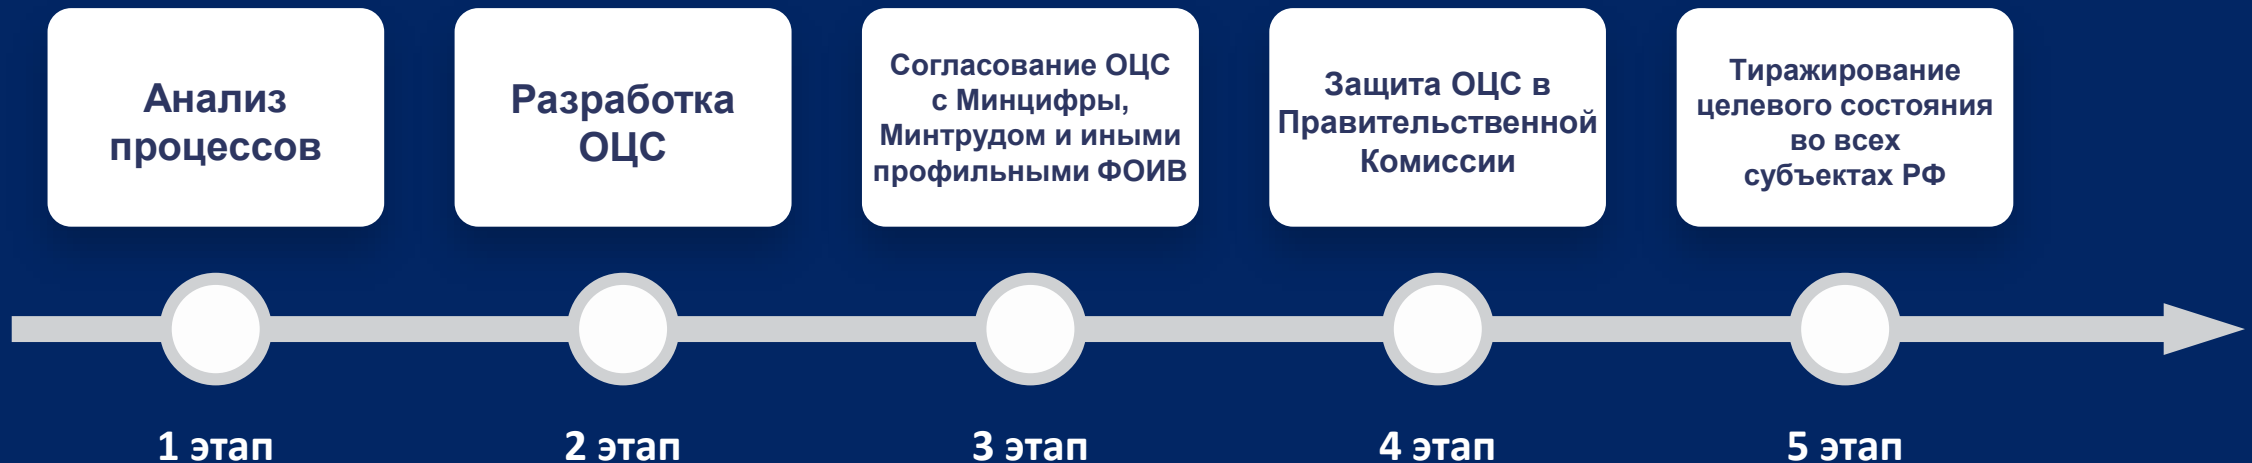 Анализ
процессов
Разработка
ОЦС
Согласование ОЦС
с Минцифры,
Минтрудом и иными
профильными ФОИВ
Защита ОЦС в
Правительственной
Комиссии
Тиражирование
целевого состояния
во всех
субъектах РФ
1 этап
2 этап
3 этап
4 этап
5 этап